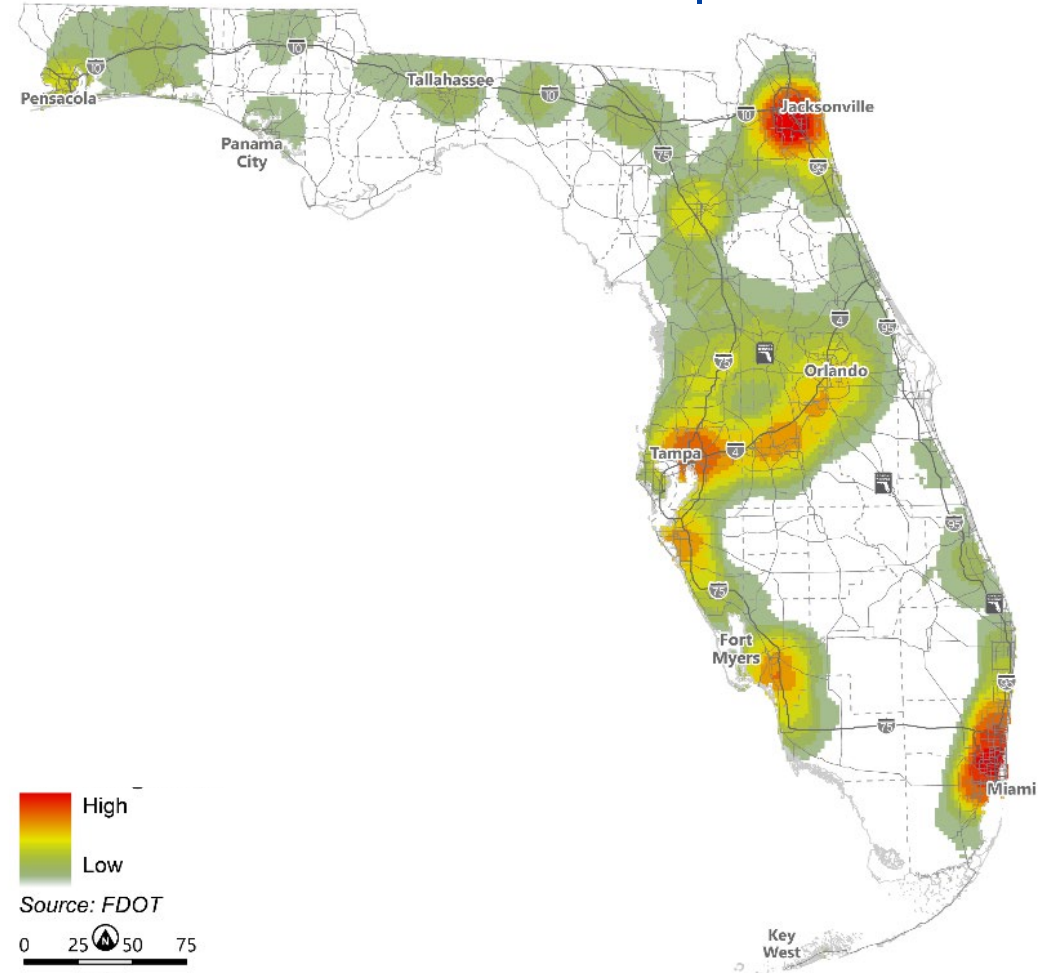 10
10
Tallahassee
10
Pensacola
10
Jacksonville
Panama
City
75
95
4
95
75
Orlando
Tampa
4
95
75
Fort
Myers
95
75
Miami
High
Low
Source: FDOT
N
0 25 50 75
Key
West